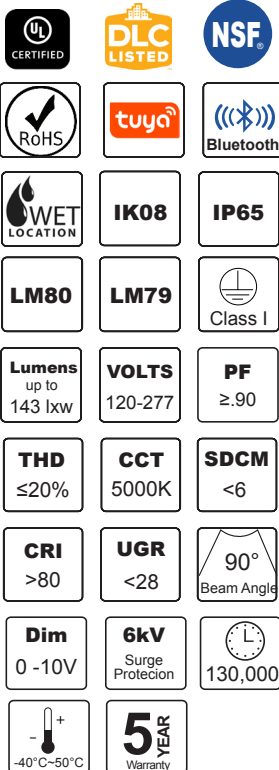 UL
CERTIFIED
DLC
LISTED
NSF®
RoHS
tuya
Bluetooth
WET
LOCATION
IK08
IP65
LM80
LM79
Class I
Lumens
up to
143 lxw
VOLTS
120-277
PF
≥.90
THD
≤20%
CCT
5000K
SDCM
<6
CRI
>80
UGR
<28
90°
Beam Angle
Dim
0 -10V
6kV
Surge
Protecion
130,000
- +
-40°C~50°C
5 YEAR
Warranty